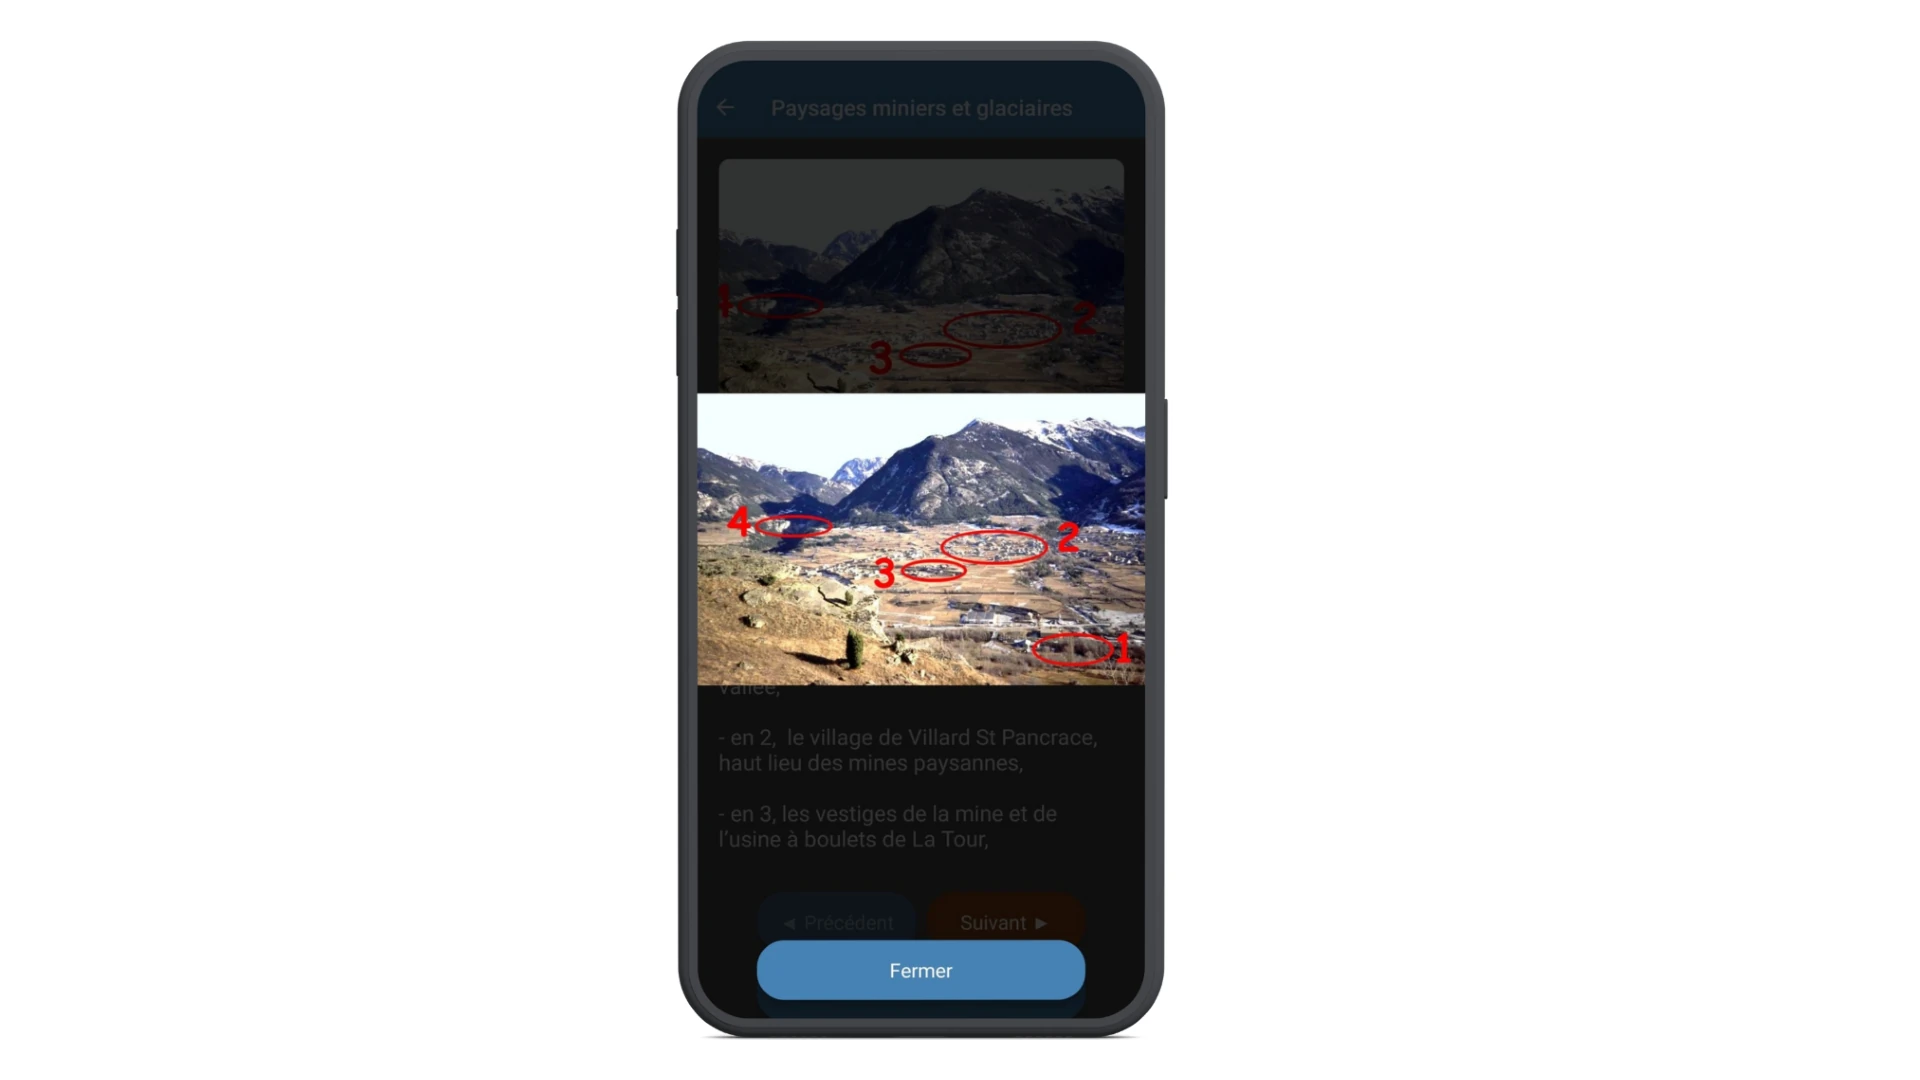 Paysages miniers et glaciaires
2
3
4
2
3
1
vallée,
- en 2, le village de Villard St Pancrace,
haut lieu des mines paysannes,
- en 3, les vestiges de la mine et de
l'usine à boulets de La Tour,
◄ Précédent
Suivant ►
Fermer